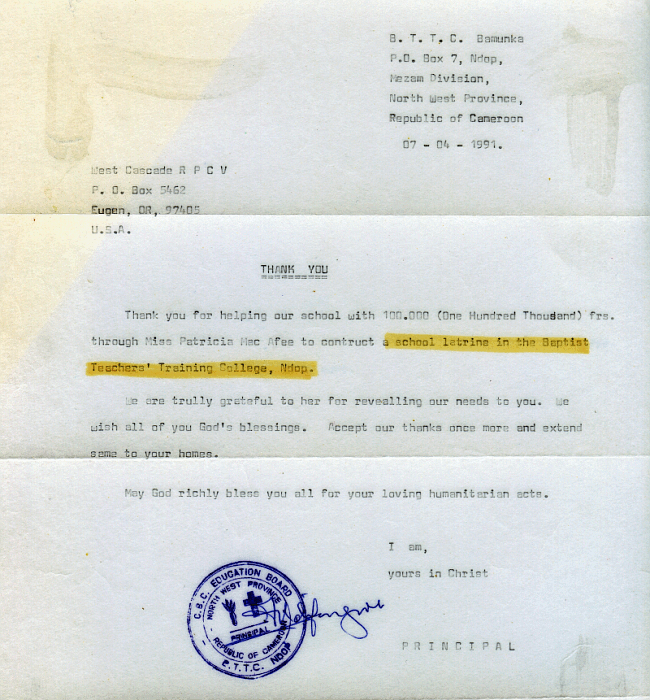 B. T. T. C. Bamunka
P.O. Box 7, Ndop,
Mezam Division,
North West Province,
Republic of Cameroon
07 - 04 - 1991.
West Cascade R P C V
P. O. Box 5462
Eugen, OR, 97405
U.S.A.
THANK YOU
Thank you for helping our school with 100.000 (One Hundred Thousand) frs.
through Miss Patricia Mac Afee to contruct a school latrine in the Baptist
Teachers' Training College, Ndop.
We are trully grateful to her for revealling our needs to you. We
wish all of you God's blessings. Accept our thanks once more and extend
same to your homes.
May God richly bless you all for your loving humanitarian acts.
I am,
yours in Christ
C.B.C. EDUCATION BOARD
NORTH WEST PROVINCE
PRINCIPAL
REPUBLIC OF CAMEROON
B.T.T.C. NDOP
PRINCIPAL